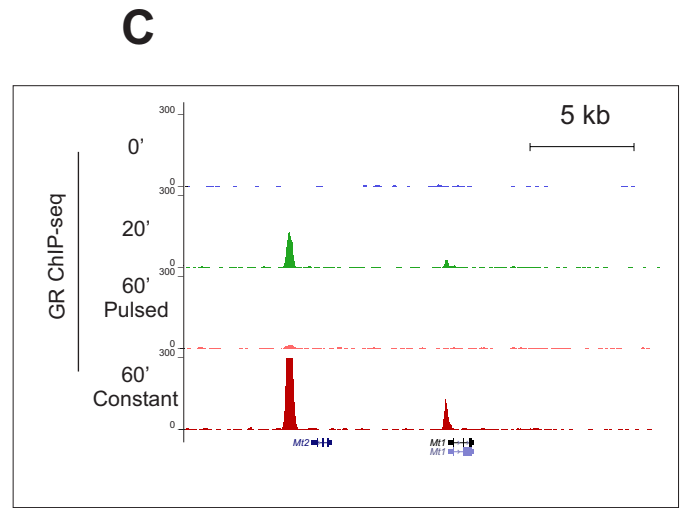 C
GR ChIP-seq
0’
300
0
5 kb
20’
300
0
60’
Pulsed
300
0
60’
Constant
300
0
Mt2
Mt1
Mt1